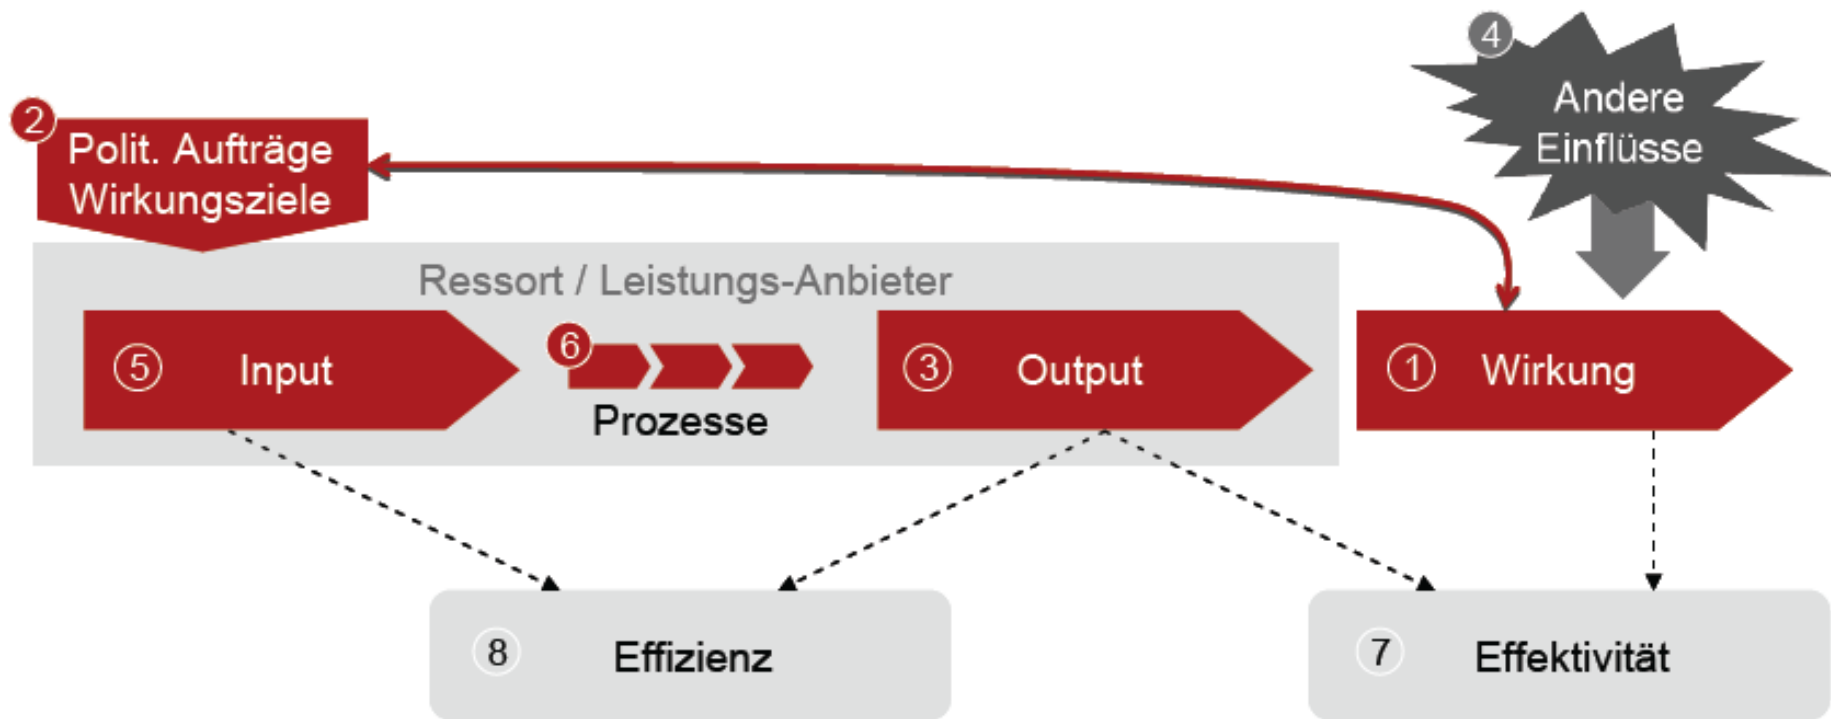 4
Andere
Einflüsse
2
Polit. Aufträge
Wirkungsziele
Ressort / Leistungs-Anbieter
5 Input
6
Prozesse
3 Output
1 Wirkung
8 Effizienz
7 Effektivität